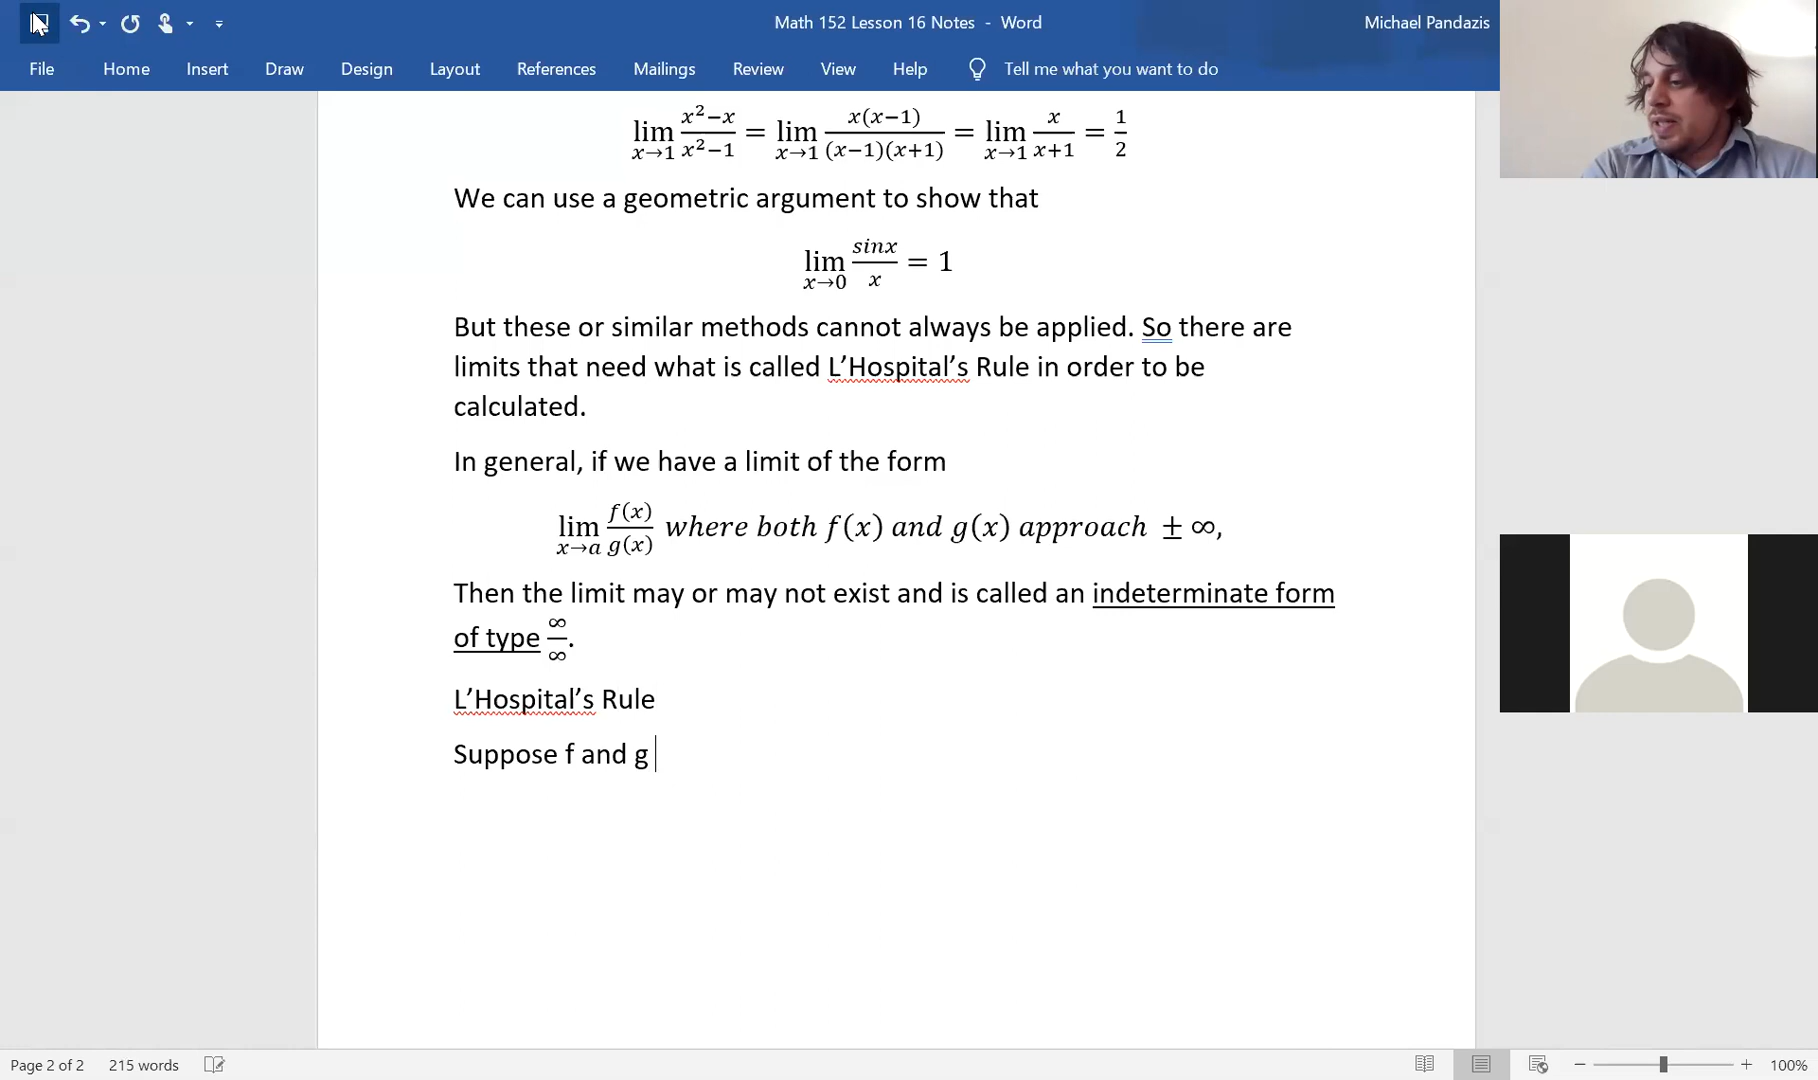 Math 152 Lesson 16 Notes - Word
Michael Pandazis
File Home Insert Draw Design Layout References Mailings Review View Help Tell me what you want to do
lim x→1 x²−x / x²−1 = lim x→1 x(x−1) / (x−1)(x+1) = lim x→1 x / x+1 = 1/2
We can use a geometric argument to show that
lim x→0 sinx / x = 1
But these or similar methods cannot always be applied. So there are
limits that need what is called L’Hospital’s Rule in order to be
calculated.
In general, if we have a limit of the form
lim x→a f(x) / g(x) where both f(x) and g(x) approach ± ∞,
Then the limit may or may not exist and is called an indeterminate form
of type ∞/∞.
L’Hospital’s Rule
Suppose f and g
Page 2 of 2 215 words 100%